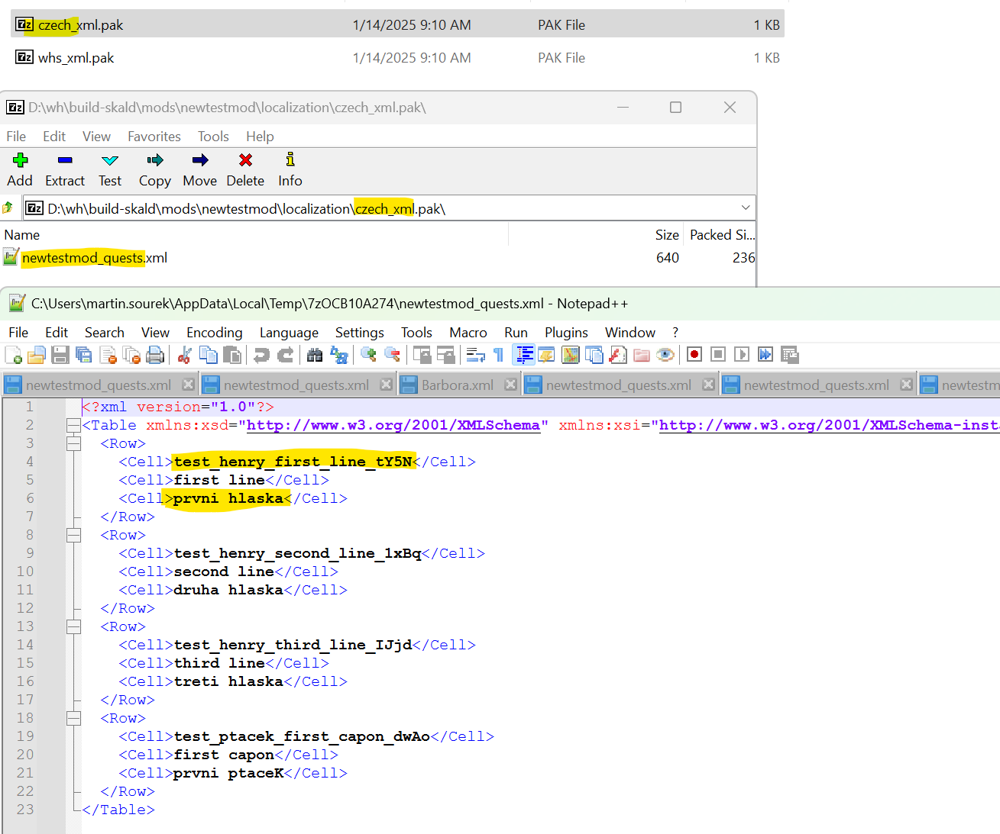 czech_xml.pak 1/14/2025 9:10 AM PAK File 1 KB
whs_xml.pak 1/14/2025 9:10 AM PAK File 1 KB
D:\wh\build-skald\mods\newtestmod\localization\czech_xml.pak\
File Edit View Favorites Tools Help
Add Extract Test Copy Move Delete Info
D:\wh\build-skald\mods\newtestmod\localization\czech_xml.pak\
Name Size Packed Si...
newtestmod_quests.xml 640 236
C:\Users\martin.sourek\AppData\Local\Temp\7zOCB10A274\newtestmod_quests.xml - Notepad++
File Edit Search View Encoding Language Settings Tools Macro Run Plugins Window ?
newtestmod_quests.xml newtestmod_quests.xml Barbora.xml newtestmod_quests.xml newtestmod_quests.xml newtestm
1 <?xml version="1.0"?>
2 <Table xmlns:xsd="http://www.w3.org/2001/XMLSchema" xmlns:xsi="http://www.w3.org/2001/XMLSchema-inst
3 <Row>
4 <Cell>test_henry_first_line_tY5N</Cell>
5 <Cell>first line</Cell>
6 <Cell>prvni hlaska</Cell>
7 </Row>
8 <Row>
9 <Cell>test_henry_second_line_1xBq</Cell>
10 <Cell>second line</Cell>
11 <Cell>druha hlaska</Cell>
12 </Row>
13 <Row>
14 <Cell>test_henry_third_line_IJjd</Cell>
15 <Cell>third line</Cell>
16 <Cell>treti hlaska</Cell>
17 </Row>
18 <Row>
19 <Cell>test_ptacek_first_capon_dwAo</Cell>
20 <Cell>first capon</Cell>
21 <Cell>prvni ptaceK</Cell>
22 </Row>
23 </Table>